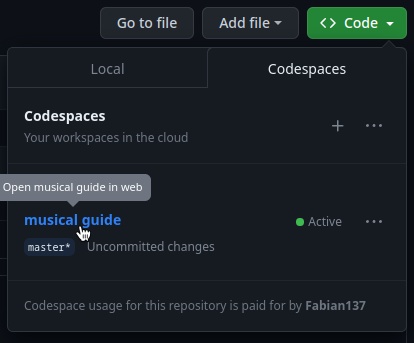 Go to file Add file Code
Local Codespaces
Codespaces
Your workspaces in the cloud
Open musical guide in web
musical guide Active
master* Uncommitted changes
Codespace usage for this repository is paid for by Fabian137